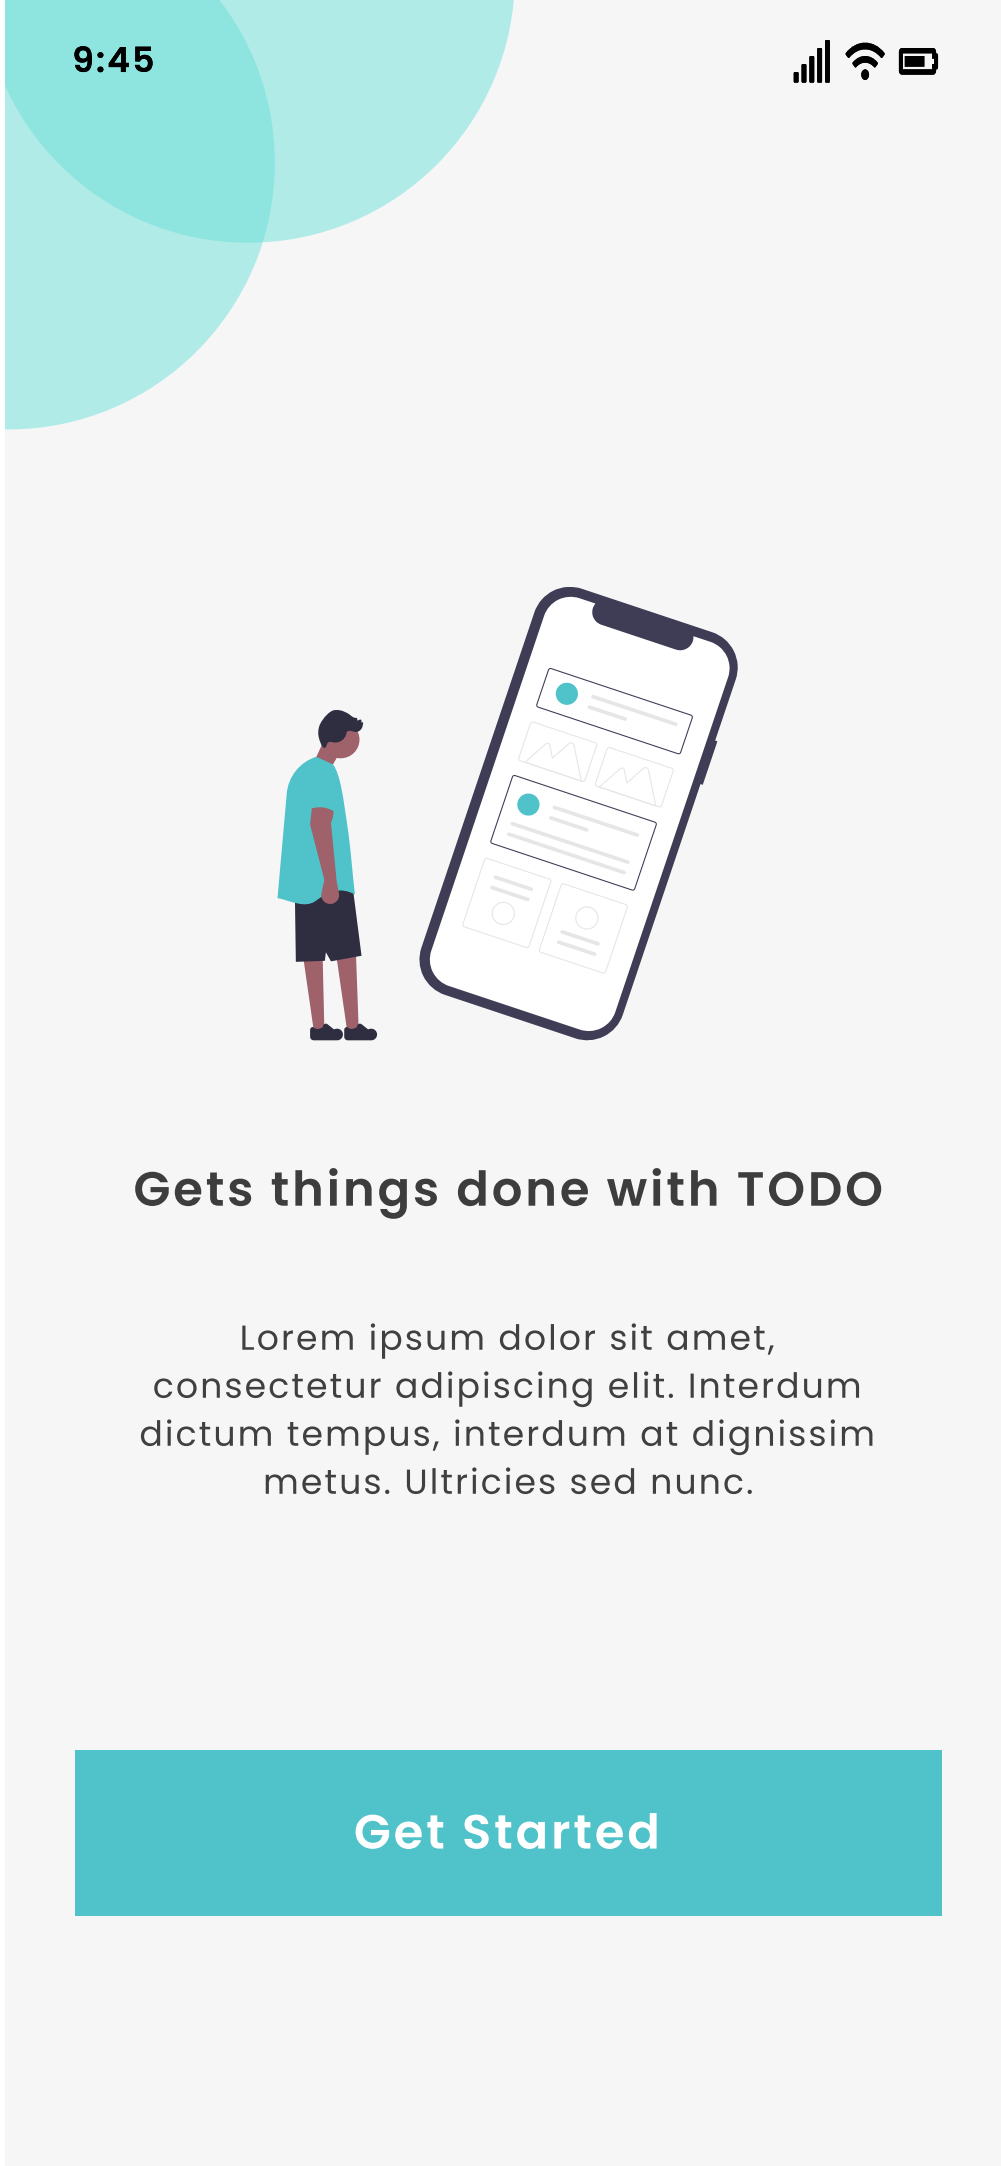 9:45
Gets things done with TODO
Lorem ipsum dolor sit amet,
consectetur adipiscing elit. Interdum
dictum tempus, interdum at dignissim
metus. Ultricies sed nunc.
Get Started